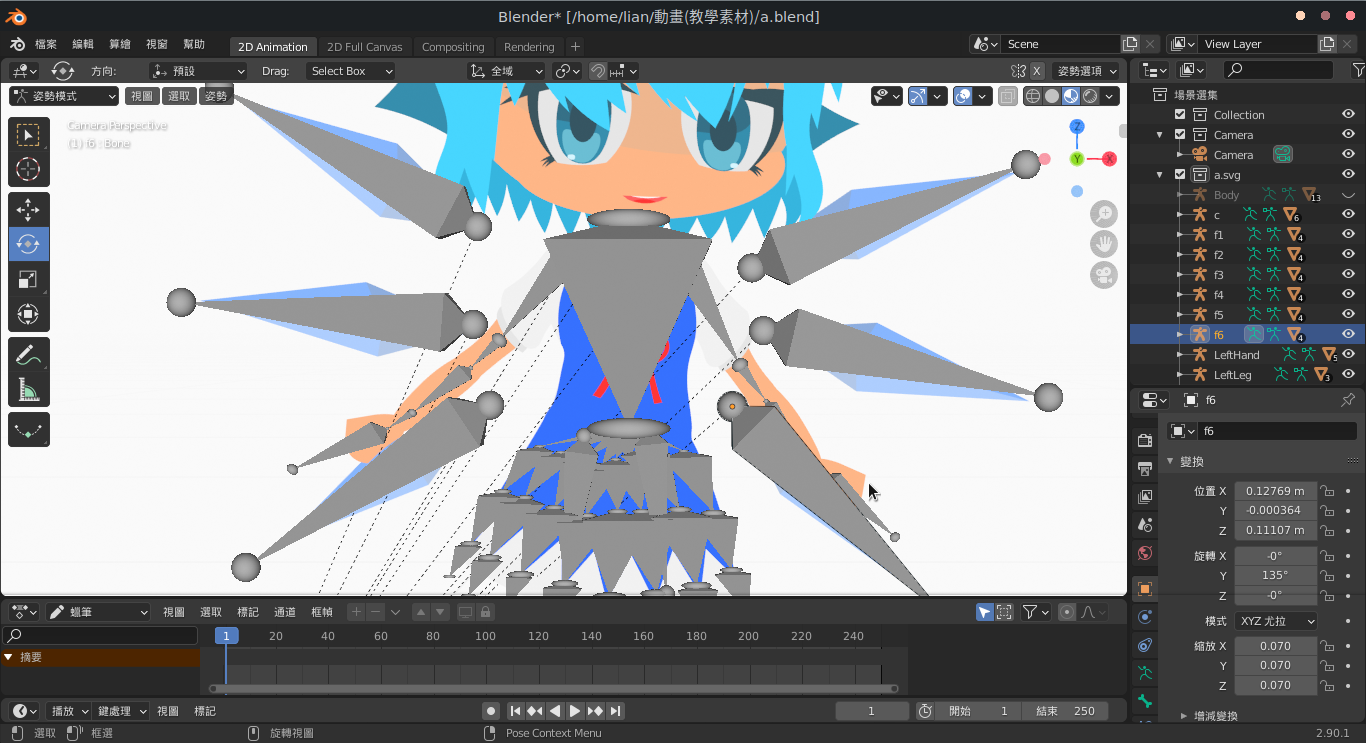 Blender* [/home/lian/動畫(教學素材)/a.blend]
檔案 編輯 算繪 視窗 幫助 2D Animation 2D Full Canvas Compositing Rendering + Scene View Layer
方向: 預設 Drag: Select Box 全域 X 姿勢選項
姿勢模式 視圖 選取 姿勢
Camera Perspective
(1) f6 : Bone
Z
Y X
場景選集
Collection
Camera
Camera
a.svg
Body 13
c 6
f1 4
f2 4
f3 4
f4 4
f5 4
f6 4
LeftHand 5
LeftLeg 3
f6
f6
變換
位置 X 0.12769 m
Y -0.000364
Z 0.11107 m
旋轉 X -0°
Y 135°
Z -0°
模式 XYZ 尤拉
縮放 X 0.070
Y 0.070
Z 0.070
增減變換
蠟筆 視圖 選取 標記 通道 框幀
1 20 40 60 80 100 120 140 160 180 200 220 240
摘要
播放 鍵處理 視圖 標記 1 開始 1 結束 250
選取 框選 旋轉視圖 Pose Context Menu 2.90.1